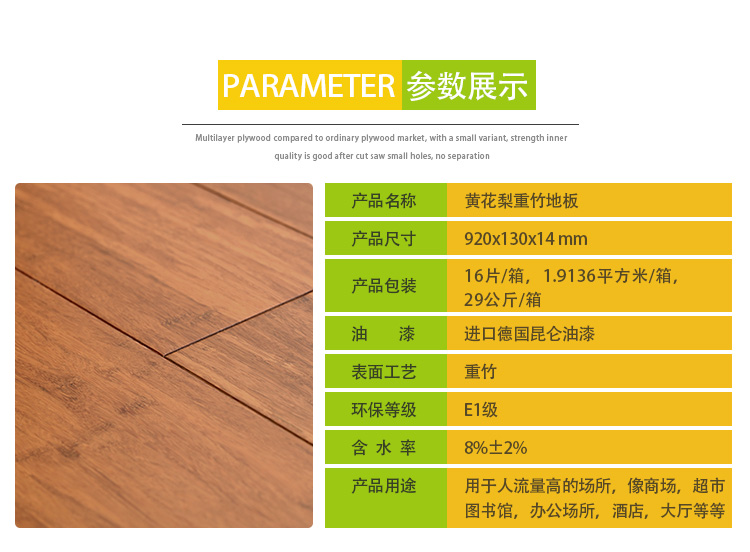 PARAMETER 参数展示
Multilayer plywood compared to ordinary plywood market, with a small variant, strength inner
quality is good after cut saw small holes, no separation
产品名称 黄花梨重竹地板
产品尺寸 920x130x14 mm
产品包装 16片/箱，1.9136平方米/箱，
29公斤/箱
油 漆 进口德国昆仑油漆
表面工艺 重竹
环保等级 E1级
含 水 率 8%±2%
产品用途 用于人流量高的场所，像商场，超市
图书馆，办公场所，酒店，大厅等等